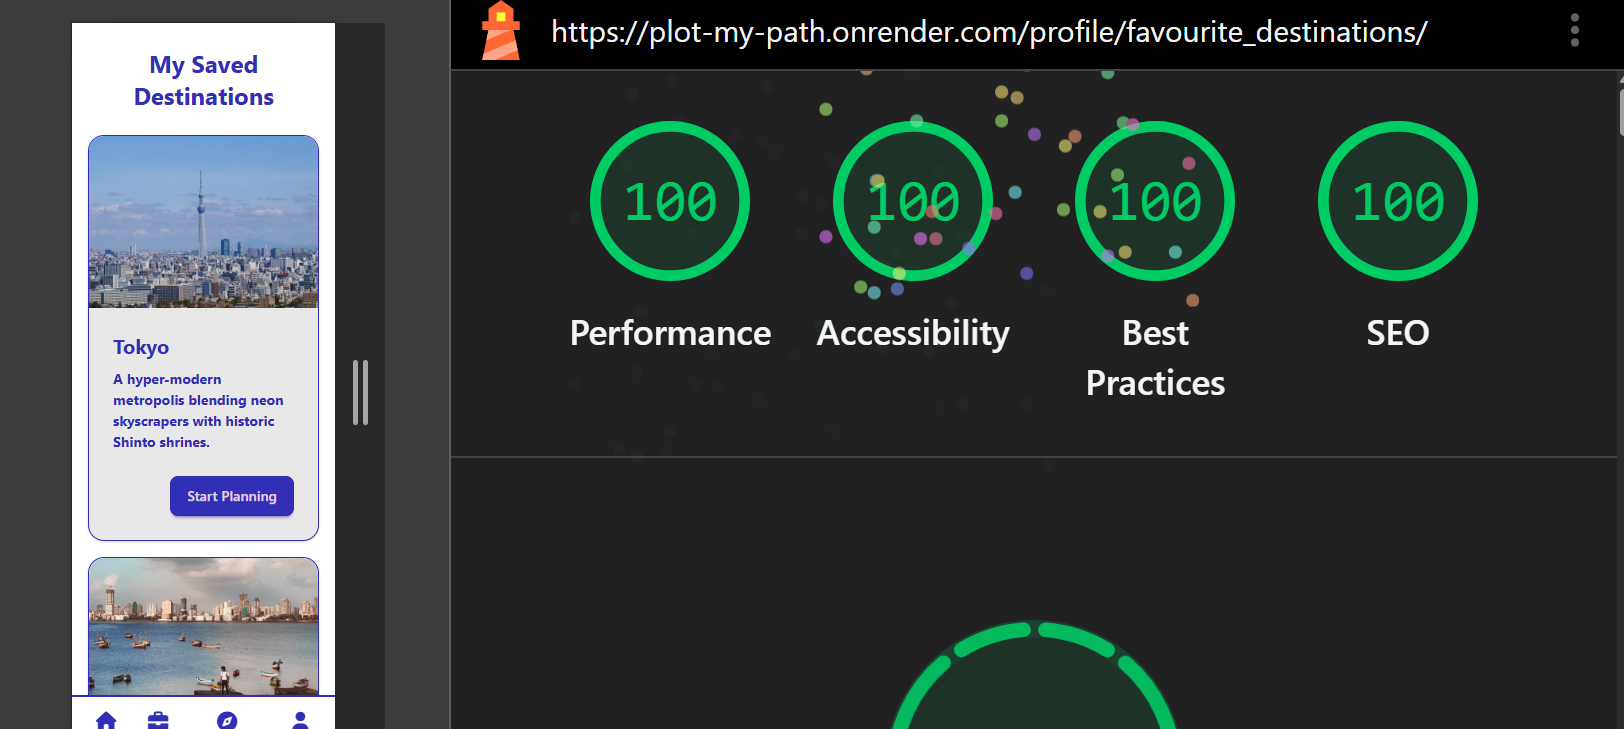 My Saved
Destinations
Tokyo
A hyper-modern
metropolis blending neon
skyscrapers with historic
Shinto shrines.
Start Planning
https://plot-my-path.onrender.com/profile/favourite_destinations/
100
100
100
100
Performance
Accessibility
Best
Practices
SEO